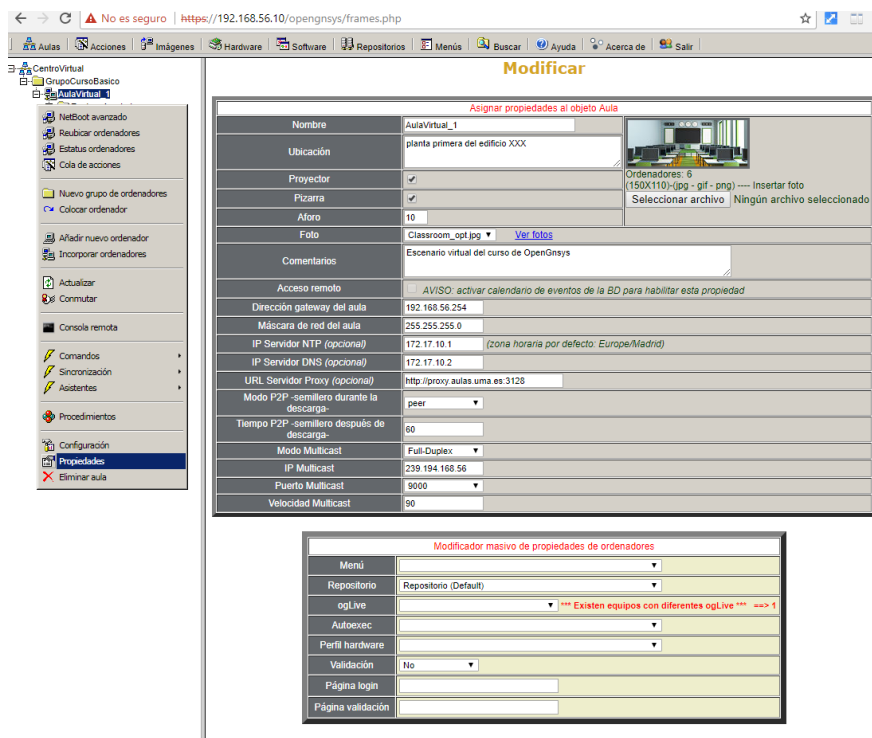 No es seguro | https://192.168.56.10/opengnsys/frames.php
Aulas Acciones Imágenes Hardware Software Repositorios Menús Buscar Ayuda Acerca de Salir
CentroVirtual
GrupoCursoBasico
AulaVirtual_1
NetBoot avanzado
Reubicar ordenadores
Estatus ordenadores
Cola de acciones
Nuevo grupo de ordenadores
Colocar ordenador
Añadir nuevo ordenador
Incorporar ordenadores
Actualizar
Conmutar
Consola remota
Comandos
Sincronización
Asistentes
Procedimientos
Configuración
Propiedades
Eliminar aula
Modificar
Asignar propiedades al objeto Aula
Nombre AulaVirtual_1
Ubicación planta primera del edificio XXX
Proyector
Pizarra
Ordenadores: 6
(150X110)-(jpg - gif - png) ---- Insertar foto
Seleccionar archivo Ningún archivo seleccionado
Aforo 10
Foto Classroom_opt.jpg Ver fotos
Comentarios Escenario virtual del curso de OpenGnsys
Acceso remoto AVISO: activar calendario de eventos de la BD para habilitar esta propiedad
Dirección gateway del aula 192.168.56.254
Máscara de red del aula 255.255.255.0
IP Servidor NTP (opcional) 172.17.10.1 (zona horaria por defecto: Europe/Madrid)
IP Servidor DNS (opcional) 172.17.10.2
URL Servidor Proxy (opcional) http://proxy.aulas.uma.es:3128
Modo P2P -semillero durante la
descarga- peer
Tiempo P2P -semillero después de
descarga- 60
Modo Multicast Full-Duplex
IP Multicast 239.194.168.56
Puerto Multicast 9000
Velocidad Multicast 90
Modificador masivo de propiedades de ordenadores
Menú
Repositorio Repositorio (Default)
ogLive *** Existen equipos con diferentes ogLive *** ==> 1
Autoexec
Perfil hardware
Validación No
Página login
Página validación